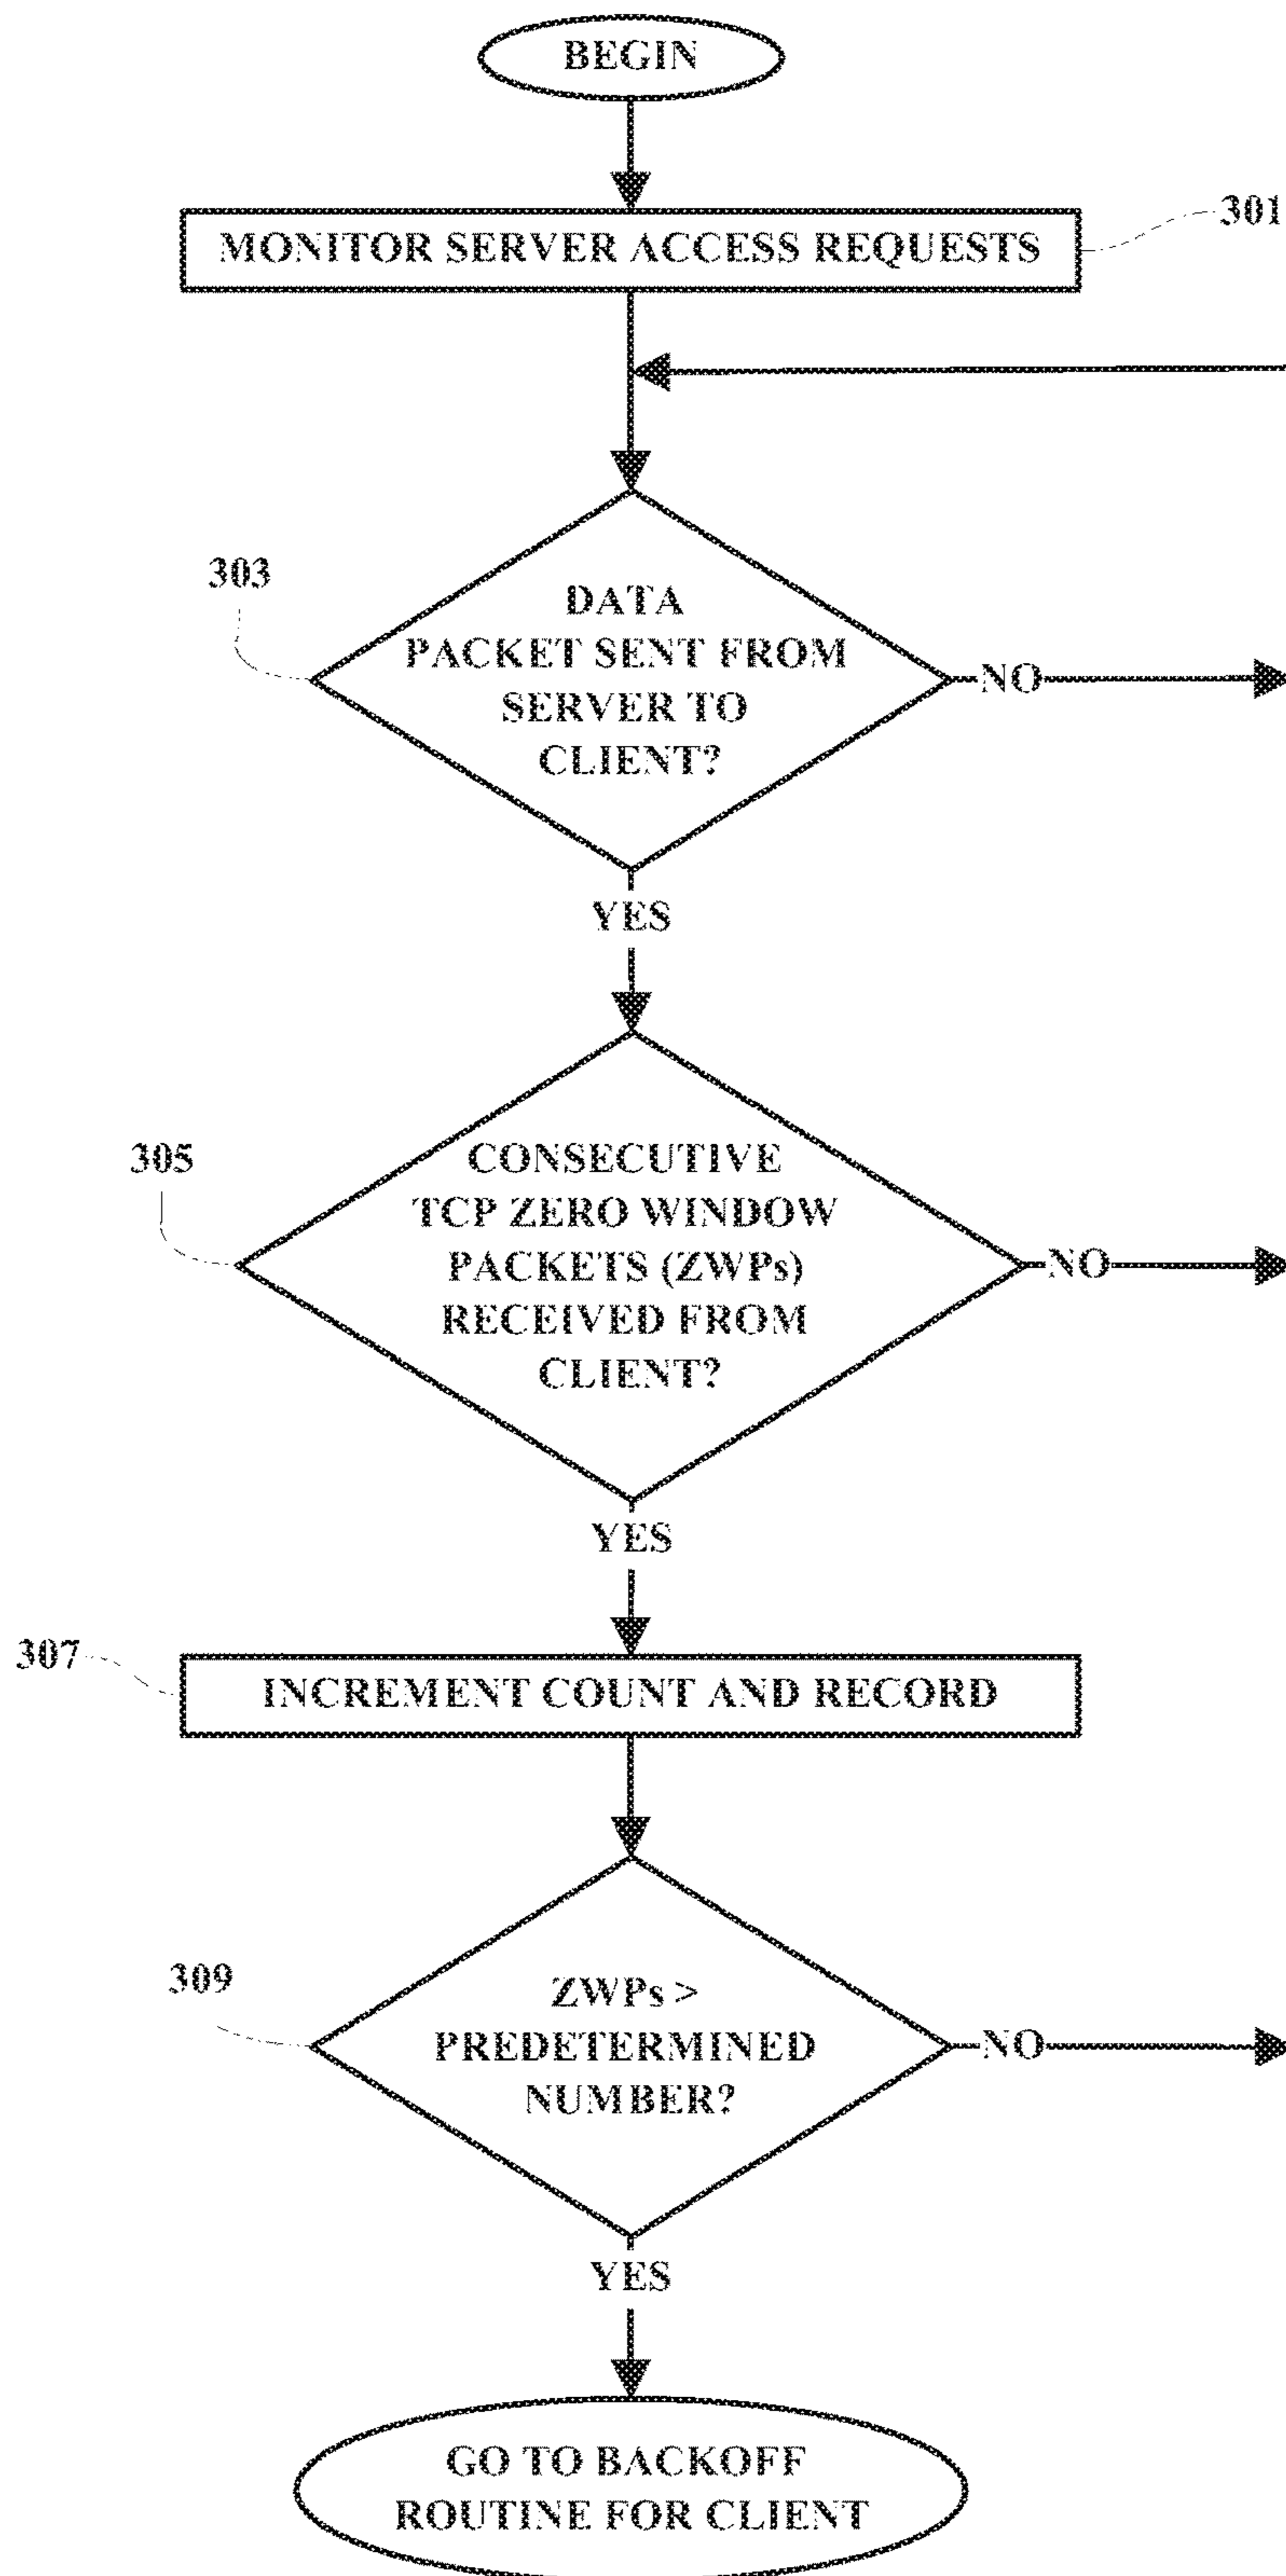 BEGIN
MONITOR SERVER ACCESS REQUESTS
301
303
DATA
PACKET SENT FROM
SERVER TO
CLIENT?
NO
YES
305
CONSECUTIVE
TCP ZERO WINDOW
PACKETS (ZWPs)
RECEIVED FROM
CLIENT?
NO
YES
307
INCREMENT COUNT AND RECORD
309
ZWPs >
PREDETERMINED
NUMBER?
NO
YES
GO TO BACKOFF
ROUTINE FOR CLIENT